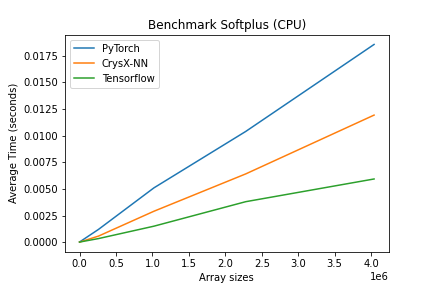 Benchmark Softplus (CPU)
PyTorch
CrysX-NN
Tensorflow
Average Time (seconds)
0.0175
0.0150
0.0125
0.0100
0.0075
0.0050
0.0025
0.0000
0.0 0.5 1.0 1.5 2.0 2.5 3.0 3.5 4.0
1e6
Array sizes